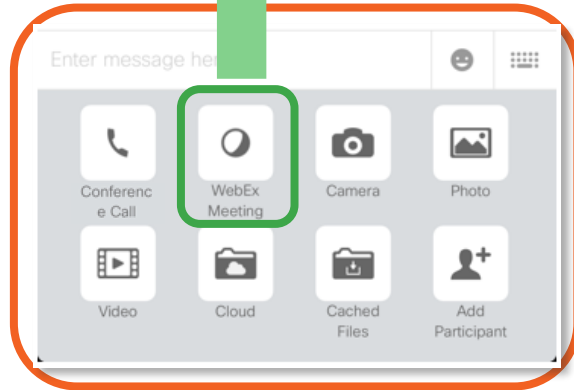 Enter message he
Conferenc
e Call
WebEx
Meeting
Camera
Photo
Video
Cloud
Cached
Files
Add
Participant